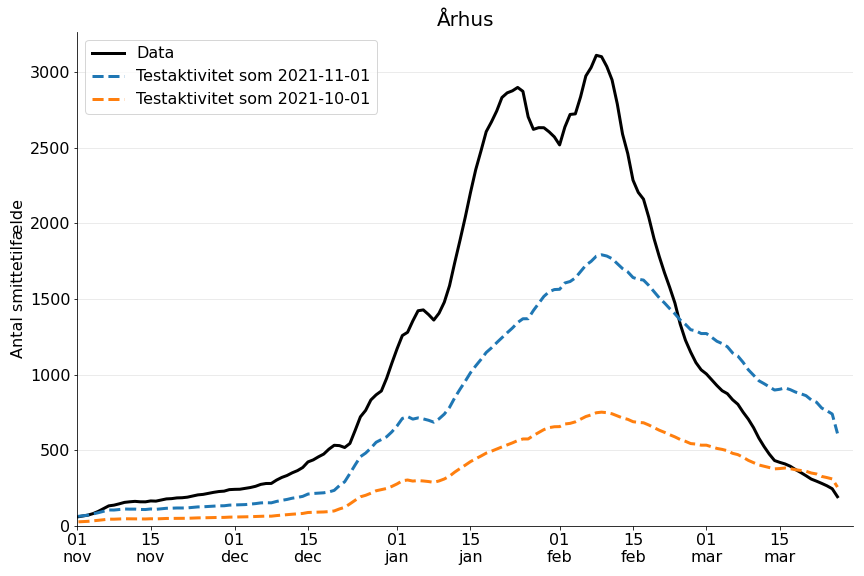 Århus
Data
Testaktivitet som 2021-11-01
Testaktivitet som 2021-10-01
Antal smittetilfælde
3000
2500
2000
1500
1000
500
0
01 15 01 15 01 15 01 15 01 15
nov nov dec dec jan jan feb feb mar mar